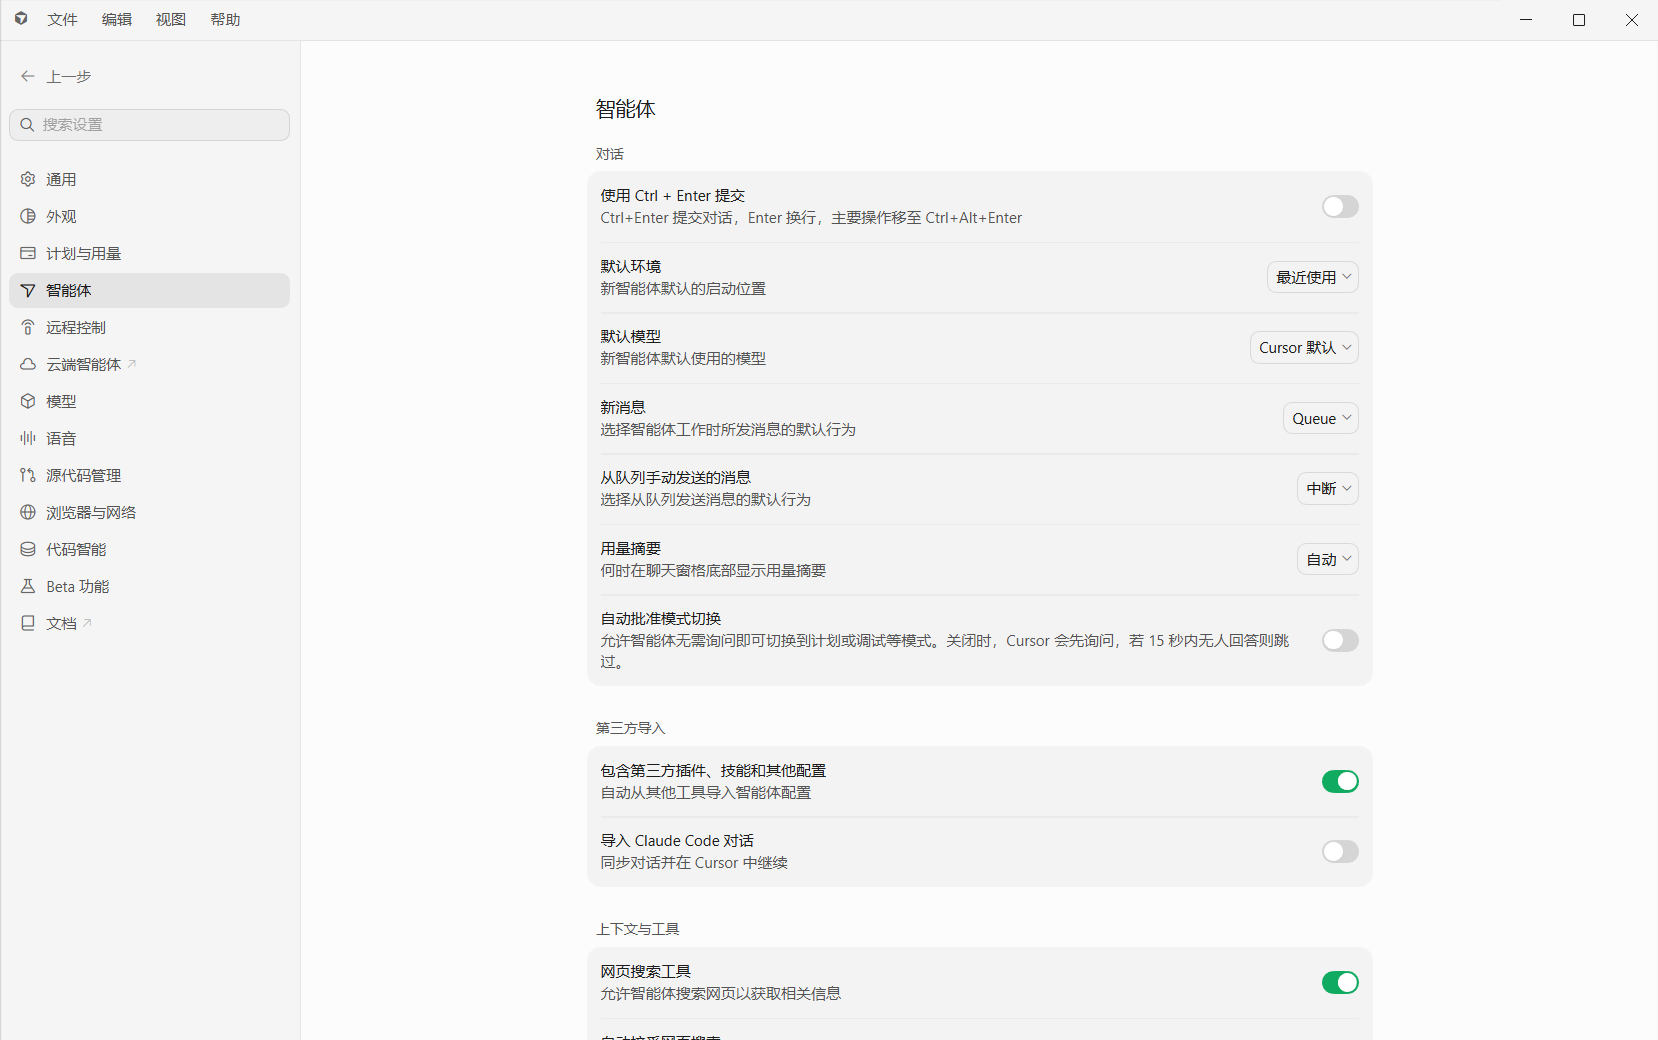 文件 编辑 视图 帮助
上一步
搜索设置
通用
外观
计划与用量
智能体
远程控制
云端智能体
模型
语音
源代码管理
浏览器与网络
代码智能
Beta 功能
文档
智能体
对话
使用 Ctrl + Enter 提交
Ctrl+Enter 提交对话，Enter 换行，主要操作移至 Ctrl+Alt+Enter
默认环境
新智能体默认的启动位置
最近使用
默认模型
新智能体默认使用的模型
Cursor 默认
新消息
选择智能体工作时所发消息的默认行为
Queue
从队列手动发送的消息
选择从队列发送消息的默认行为
中断
用量摘要
何时在聊天窗格底部显示用量摘要
自动
自动批准模式切换
允许智能体无需询问即可切换到计划或调试等模式。关闭时，Cursor 会先询问，若 15 秒内无人回答则跳
过。
第三方导入
包含第三方插件、技能和其他配置
自动从其他工具导入智能体配置
导入 Claude Code 对话
同步对话并在 Cursor 中继续
上下文与工具
网页搜索工具
允许智能体搜索网页以获取相关信息
自动接受网页搜索